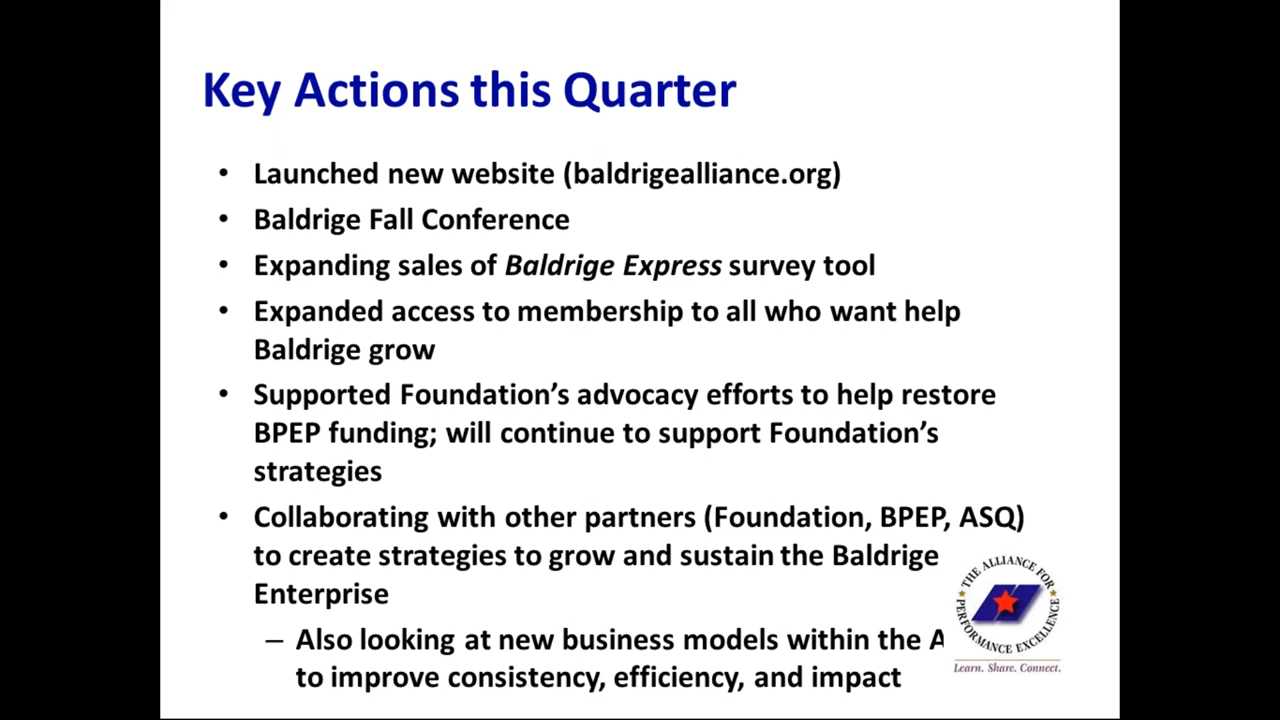 Key Actions this Quarter
• Launched new website (baldrigealliance.org)
• Baldrige Fall Conference
• Expanding sales of Baldrige Express survey tool
• Expanded access to membership to all who want help
Baldrige grow
• Supported Foundation’s advocacy efforts to help restore
BPEP funding; will continue to support Foundation’s
strategies
• Collaborating with other partners (Foundation, BPEP, ASQ)
to create strategies to grow and sustain the Baldrige
Enterprise
– Also looking at new business models within the
to improve consistency, efficiency, and impact
THE ALLIANCE FOR
PERFORMANCE EXCELLENCE
Learn. Share. Connect.